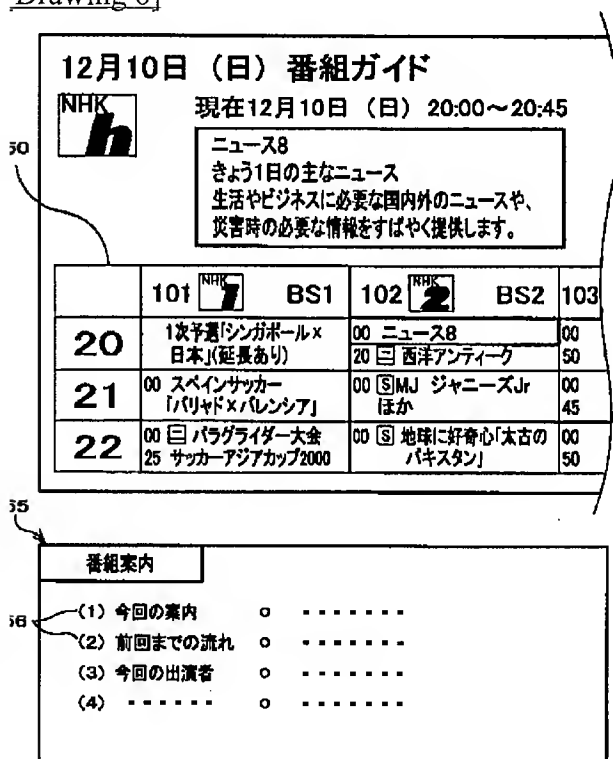 Drawing 6]
12月10日（日）番組ガイド
NHK h
現在12月10日（日）20:00～20:45
ニュース8
きょう1日の主なニュース
生活やビジネスに必要な国内外のニュースや、
災害時の必要な情報をすばやく提供します。
50
101 NHK 1 BS1 102 NHK 2 BS2 103
20 1次予選「シンガポール× 00 ニュース8 00
日本」(延長あり) 20 二 西洋アンティーク 50
21 00 スペインサッカー 00 S MJ ジャニーズJr 00
「バリャド×バレンシア」 ほか 45
22 00 二 パラグライダー大会 00 S 地球に好奇心「太古の 00
25 サッカーアジアカップ2000 パキスタン」 50
55
番組案内
56
(1) 今回の案内 o - - - - - - -
(2) 前回までの流れ o - - - - - - -
(3) 今回の出演者 o - - - - - - -
(4) - - - - - - o - - - - - - -